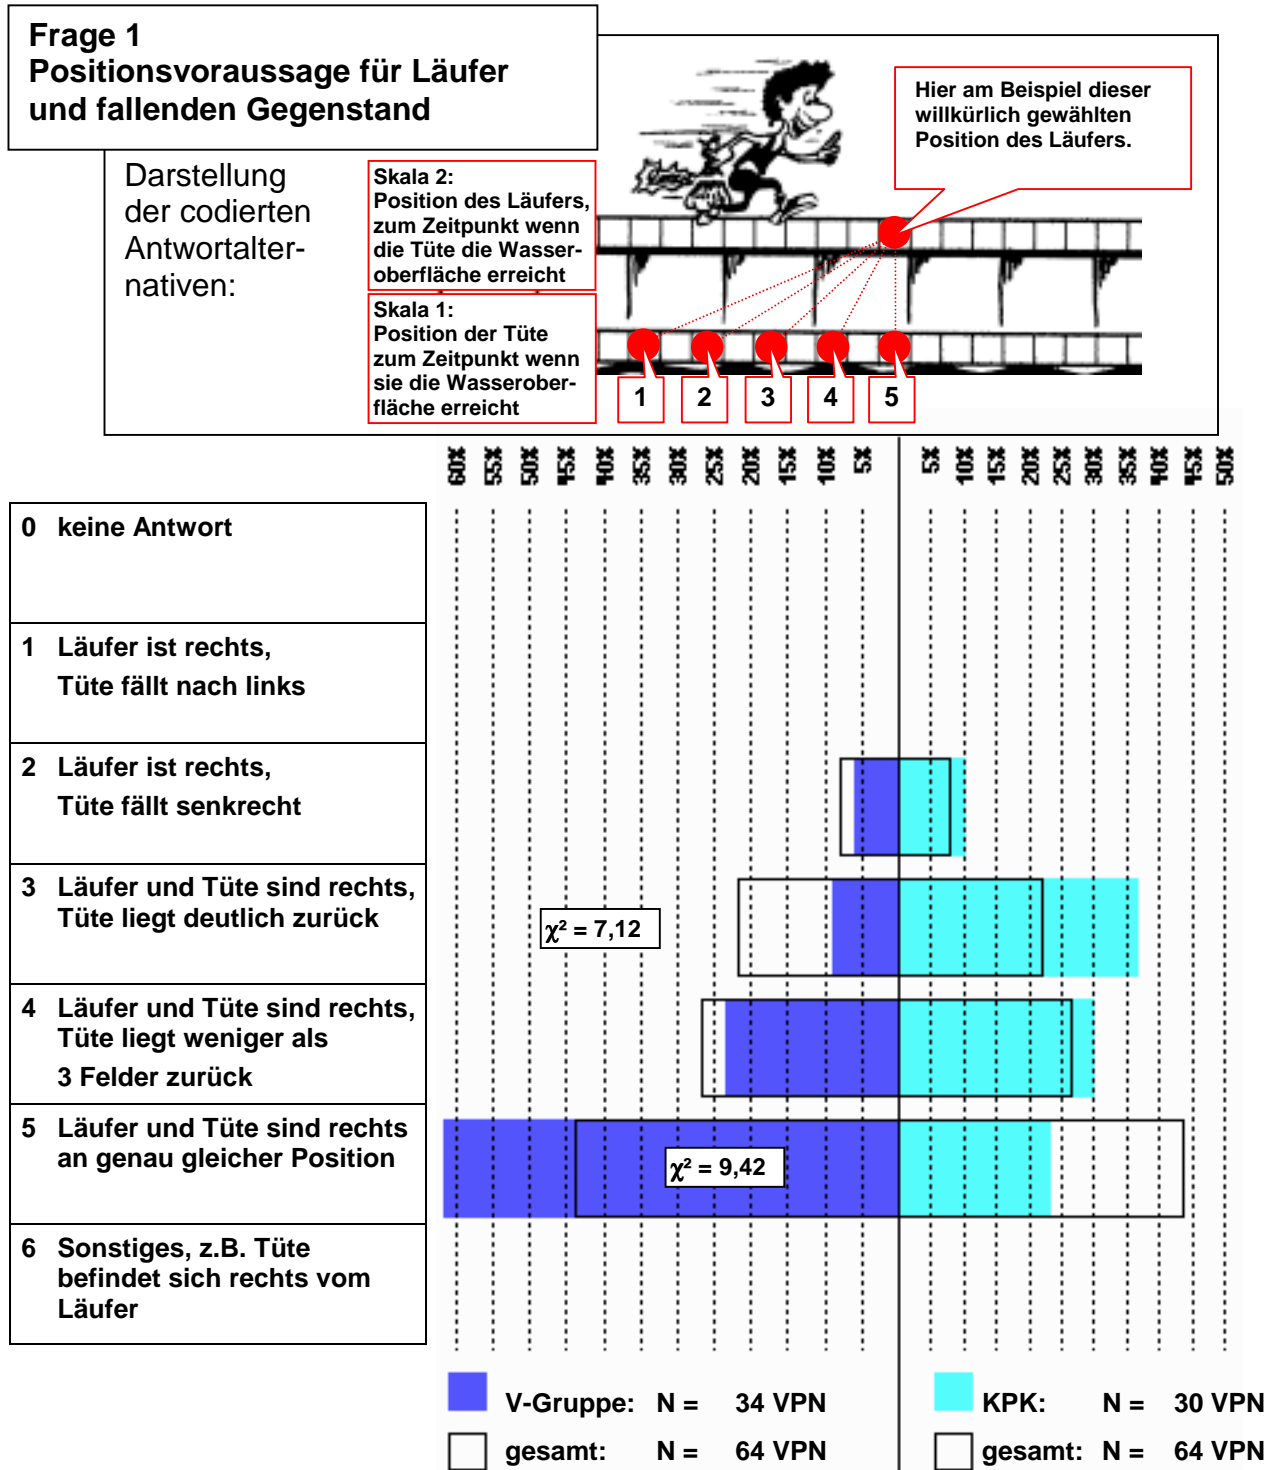 Frage 1
Positionsvoraussage für Läufer
und fallenden Gegenstand
Darstellung
der codierten
Antwortalter-
nativen:
Skala 2:
Position des Läufers,
zum Zeitpunkt wenn
die Tüte die Wasser-
oberfläche erreicht
Skala 1:
Position der Tüte
zum Zeitpunkt wenn
sie die Wasserober-
fläche erreicht
Hier am Beispiel dieser
willkürlich gewählten
Position des Läufers.
1 2 3 4 5
60% 55% 50% 45% 40% 35% 30% 25% 20% 15% 10% 5% 5% 10% 15% 20% 25% 30% 35% 40% 45% 50%
0 keine Antwort
1 Läufer ist rechts,
Tüte fällt nach links
2 Läufer ist rechts,
Tüte fällt senkrecht
3 Läufer und Tüte sind rechts,
Tüte liegt deutlich zurück
χ² = 7,12
4 Läufer und Tüte sind rechts,
Tüte liegt weniger als
3 Felder zurück
5 Läufer und Tüte sind rechts
an genau gleicher Position
χ² = 9,42
6 Sonstiges, z.B. Tüte
befindet sich rechts vom
Läufer
V-Gruppe: N = 34 VPN
gesamt: N = 64 VPN
KPK: N = 30 VPN
gesamt: N = 64 VPN